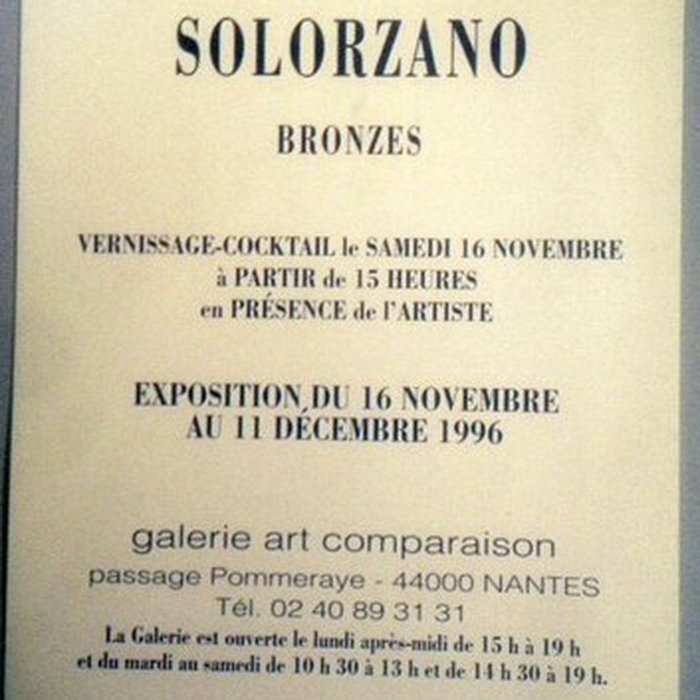 SOLORZANO
BRONZES
VERNISSAGE-COCKTAIL le SAMEDI 16 NOVEMBRE
à PARTIR de 15 HEURES
en PRÉSENCE de l'ARTISTE
EXPOSITION DU 16 NOVEMBRE
AU 11 DÉCEMBRE 1996
galerie art comparaison
passage Pommeraye - 44000 NANTES
Tél. 02 40 89 31 31
La Galerie est ouverte le lundi après-midi de 15 h à 19 h
et du mardi au samedi de 10 h 30 à 13 h et de 14 h 30 à 19 h.